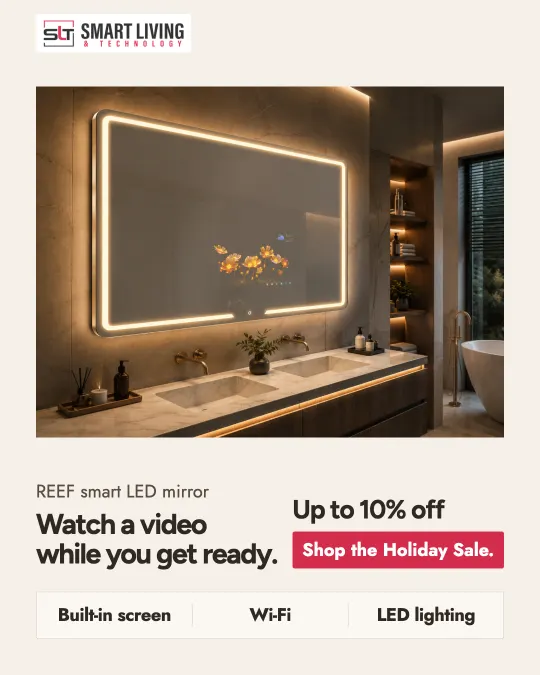 SLT SMART LIVING
& TECHNOLOGY
REEF smart LED mirror
Watch a video
while you get ready.
Up to 10% off
Shop the Holiday Sale.
Built-in screen
Wi-Fi
LED lighting